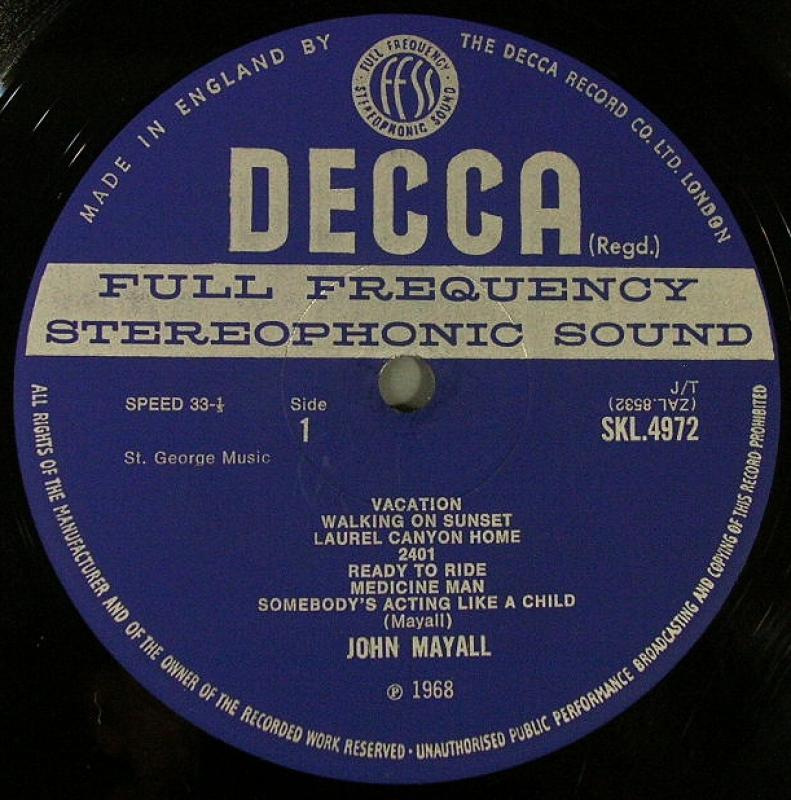 MADE IN ENGLAND BY
THE DECCA RECORD CO. LTD. LONDON
FULL FREQUENCY
STEREOPHONIC SOUND
FFSS
DECCA (Regd.)
FULL FREQUENCY
STEREOPHONIC SOUND
T/J
(ZAL.8532)
SPEED 33-⅓
Side
1
SKL.4972
St. George Music
VACATION
WALKING ON SUNSET
LAUREL CANYON HOME
2401
READY TO RIDE
MEDICINE MAN
SOMEBODY'S ACTING LIKE A CHILD
(Mayall)
JOHN MAYALL
℗ 1968
ALL RIGHTS OF THE MANUFACTURER AND OF THE OWNER OF THE RECORDED WORK RESERVED · UNAUTHORISED PUBLIC PERFORMANCE BROADCASTING AND COPYING OF THIS RECORD PROHIBITED